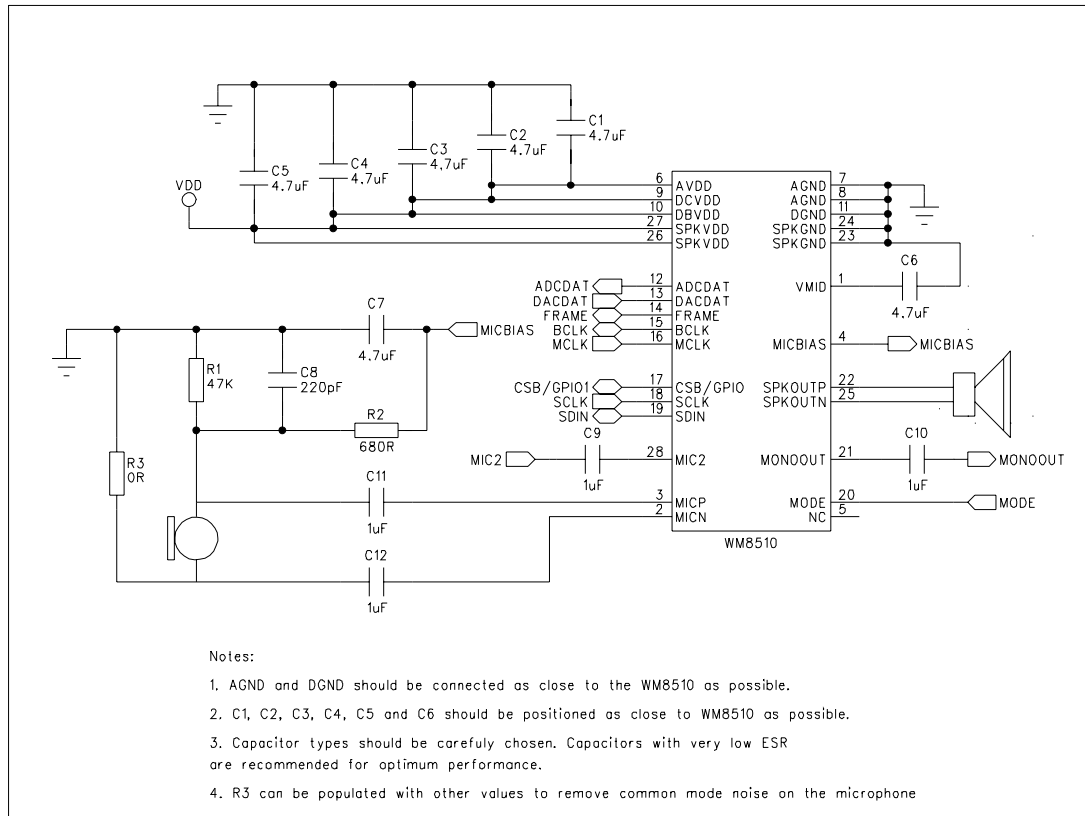 C1
4.7uF
C2
4.7uF
C3
4.7uF
C4
4.7uF
C5
4.7uF
VDD
6 AVDD
9 DCVDD
10 DBVDD
27 SPKVDD
26 SPKVDD
AGND 7
AGND 8
DGND 11
SPKGND 24
SPKGND 23
C6
4.7uF
VMID 1
ADCDAT 12 ADCDAT
DACDAT 13 DACDAT
FRAME 14 FRAME
BCLK 15 BCLK
MCLK 16 MCLK
MICBIAS 4 MICBIAS
C7
4.7uF
MICBIAS
R1
47K
C8
220pF
R2
680R
R3
0R
CSB/GPIO1 17 CSB/GPIO
SCLK 18 SCLK
SDIN 19 SDIN
SPKOUTP 22
SPKOUTN 25
MIC2
C9
1uF
28 MIC2
MONOOUT 21
C10
1uF
MONOOUT
C11
1uF
3 MICP
2 MICN
MODE 20 MODE
NC 5
C12
1uF
WM8510
Notes:
1. AGND and DGND should be connected as close to the WM8510 as possible.
2. C1, C2, C3, C4, C5 and C6 should be positioned as close to WM8510 as possible.
3. Capacitor types should be carefuly chosen. Capacitors with very low ESR
are recommended for optimum performance.
4. R3 can be populated with other values to remove common mode noise on the microphone